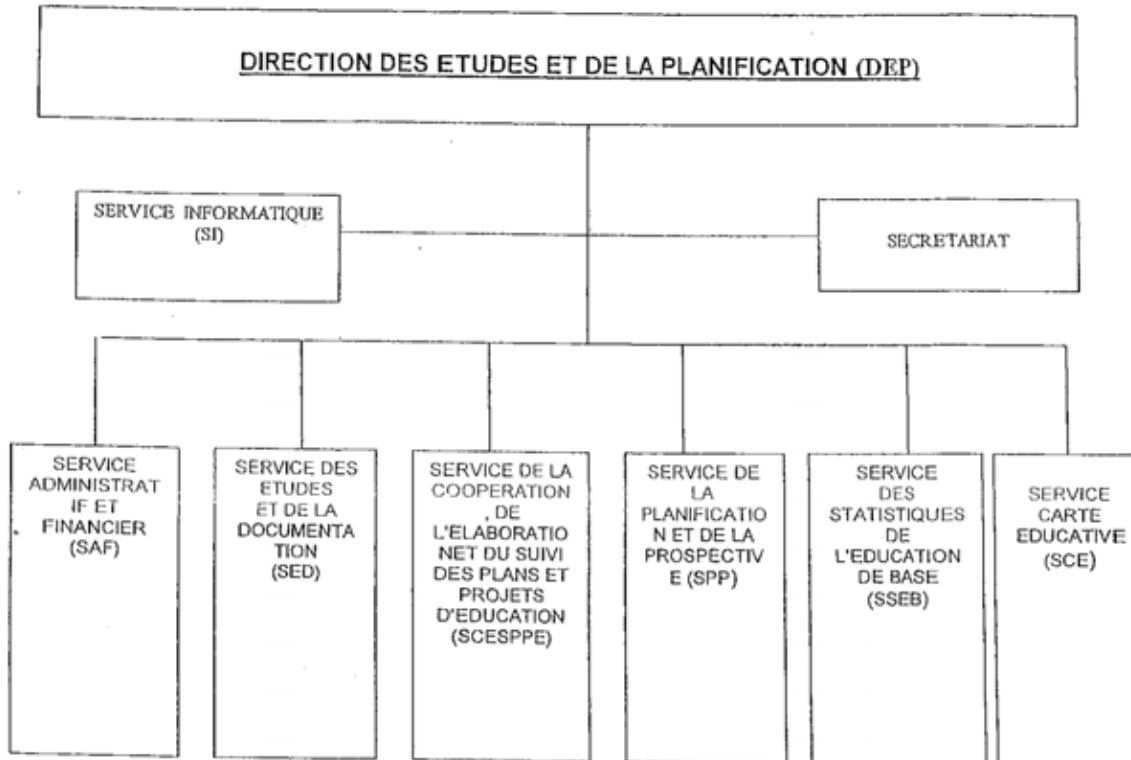 DIRECTION DES ETUDES ET DE LA PLANIFICATION (DEP)
SERVICE INFORMATIQUE
(SI)
SECRETARIAT
SERVICE
ADMINISTRAT
IF ET
FINANCIER
(SAF)
SERVICE DES
ETUDES
ET DE LA
DOCUMENTA
TION
(SED)
SERVICE DE LA
COOPERATION
, DE
L'ELABORATIO
NET DU SUIVI
DES PLANS ET
PROJETS
D'EDUCATION
(SCESPPE)
SERVICE DE
LA
PLANIFICATIO
N ET DE LA
PROSPECTIV
E (SPP)
SERVICE
DES
STATISTIQUES
DE
L'EDUCATION
DE BASE
(SSEB)
SERVICE
CARTE
EDUCATIVE
(SCE)